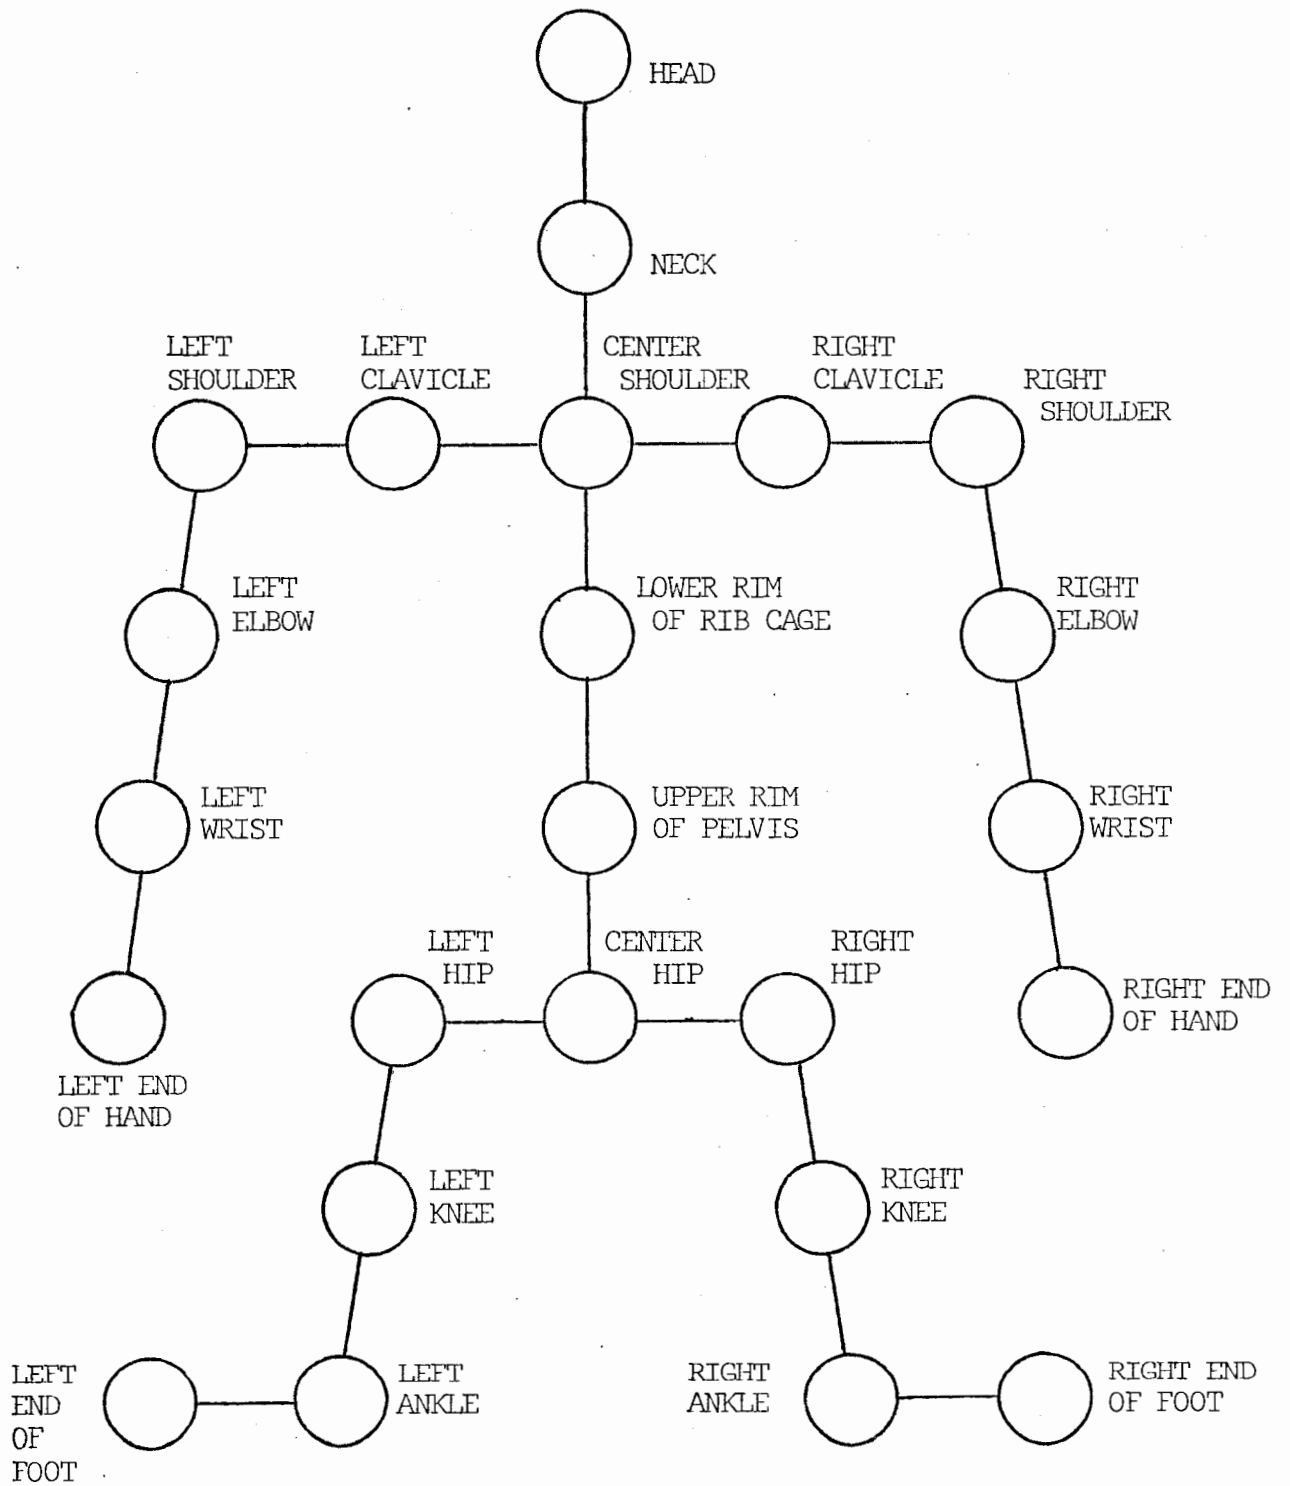 HEAD
NECK
LEFT
SHOULDER
LEFT
CLAVICLE
CENTER
SHOULDER
RIGHT
CLAVICLE
RIGHT
SHOULDER
LEFT
ELBOW
LOWER RIM
OF RIB CAGE
RIGHT
ELBOW
LEFT
WRIST
UPPER RIM
OF PELVIS
RIGHT
WRIST
LEFT
HIP
CENTER
HIP
RIGHT
HIP
RIGHT END
OF HAND
LEFT END
OF HAND
LEFT
KNEE
RIGHT
KNEE
LEFT
END
OF
FOOT
LEFT
ANKLE
RIGHT
ANKLE
RIGHT END
OF FOOT